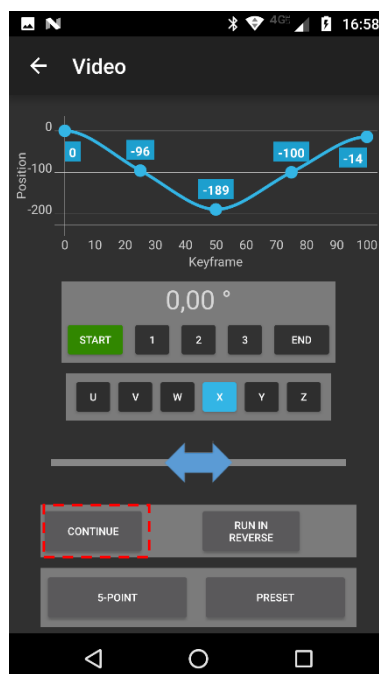 4G 16:58
Video
0
0
-96
-100
-14
-189
-100
-200
Position
0 10 20 30 40 50 60 70 80 90 100
Keyframe
0,00 °
START 1 2 3 END
U V W X Y Z
CONTINUE
RUN IN
REVERSE
5-POINT PRESET